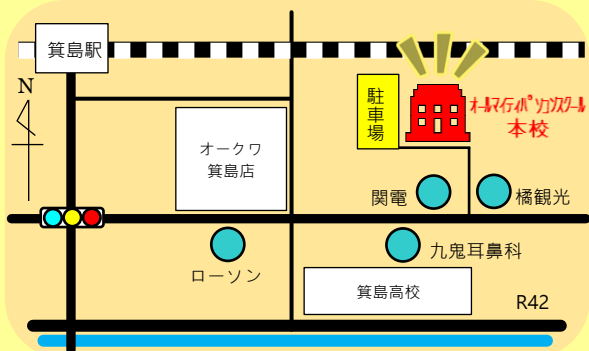 箕島駅
N
駐車場
オールマイティパソコンスクール
本校
オークワ
箕島店
関電
橘観光
ローソン
九鬼耳鼻科
箕島高校
R42